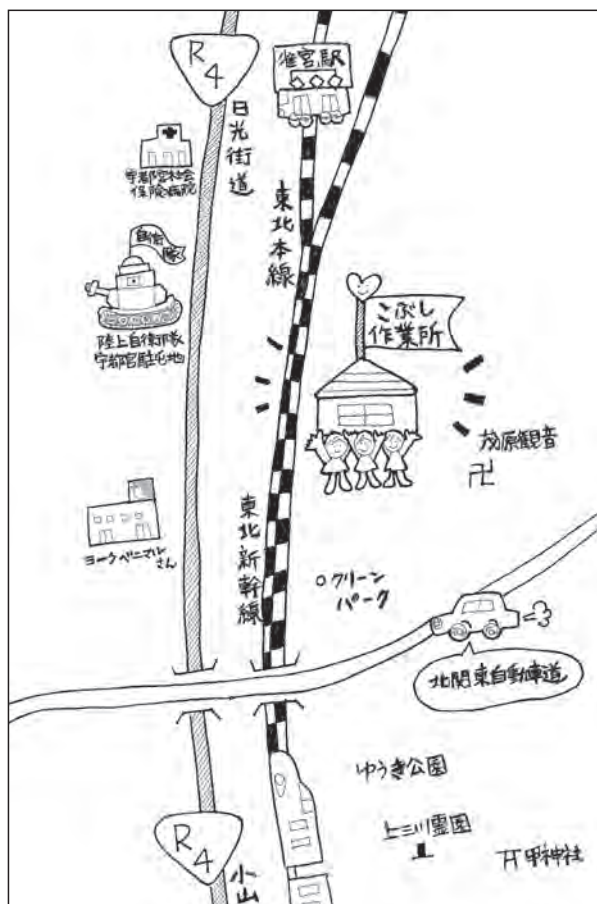 R
4
雀宮駅
日光街道
宇都宮社会
保険病院
東北本線
自衛
隊
陸上自衛隊
宇都宮駐屯地
こぶし
作業所
茂原観音
卍
ヨークベニマル
さん
東北新幹線
クリーン
パーク
北関東自動車道
ゆうき公園
上三川霊園
甲神社
R
4
小山